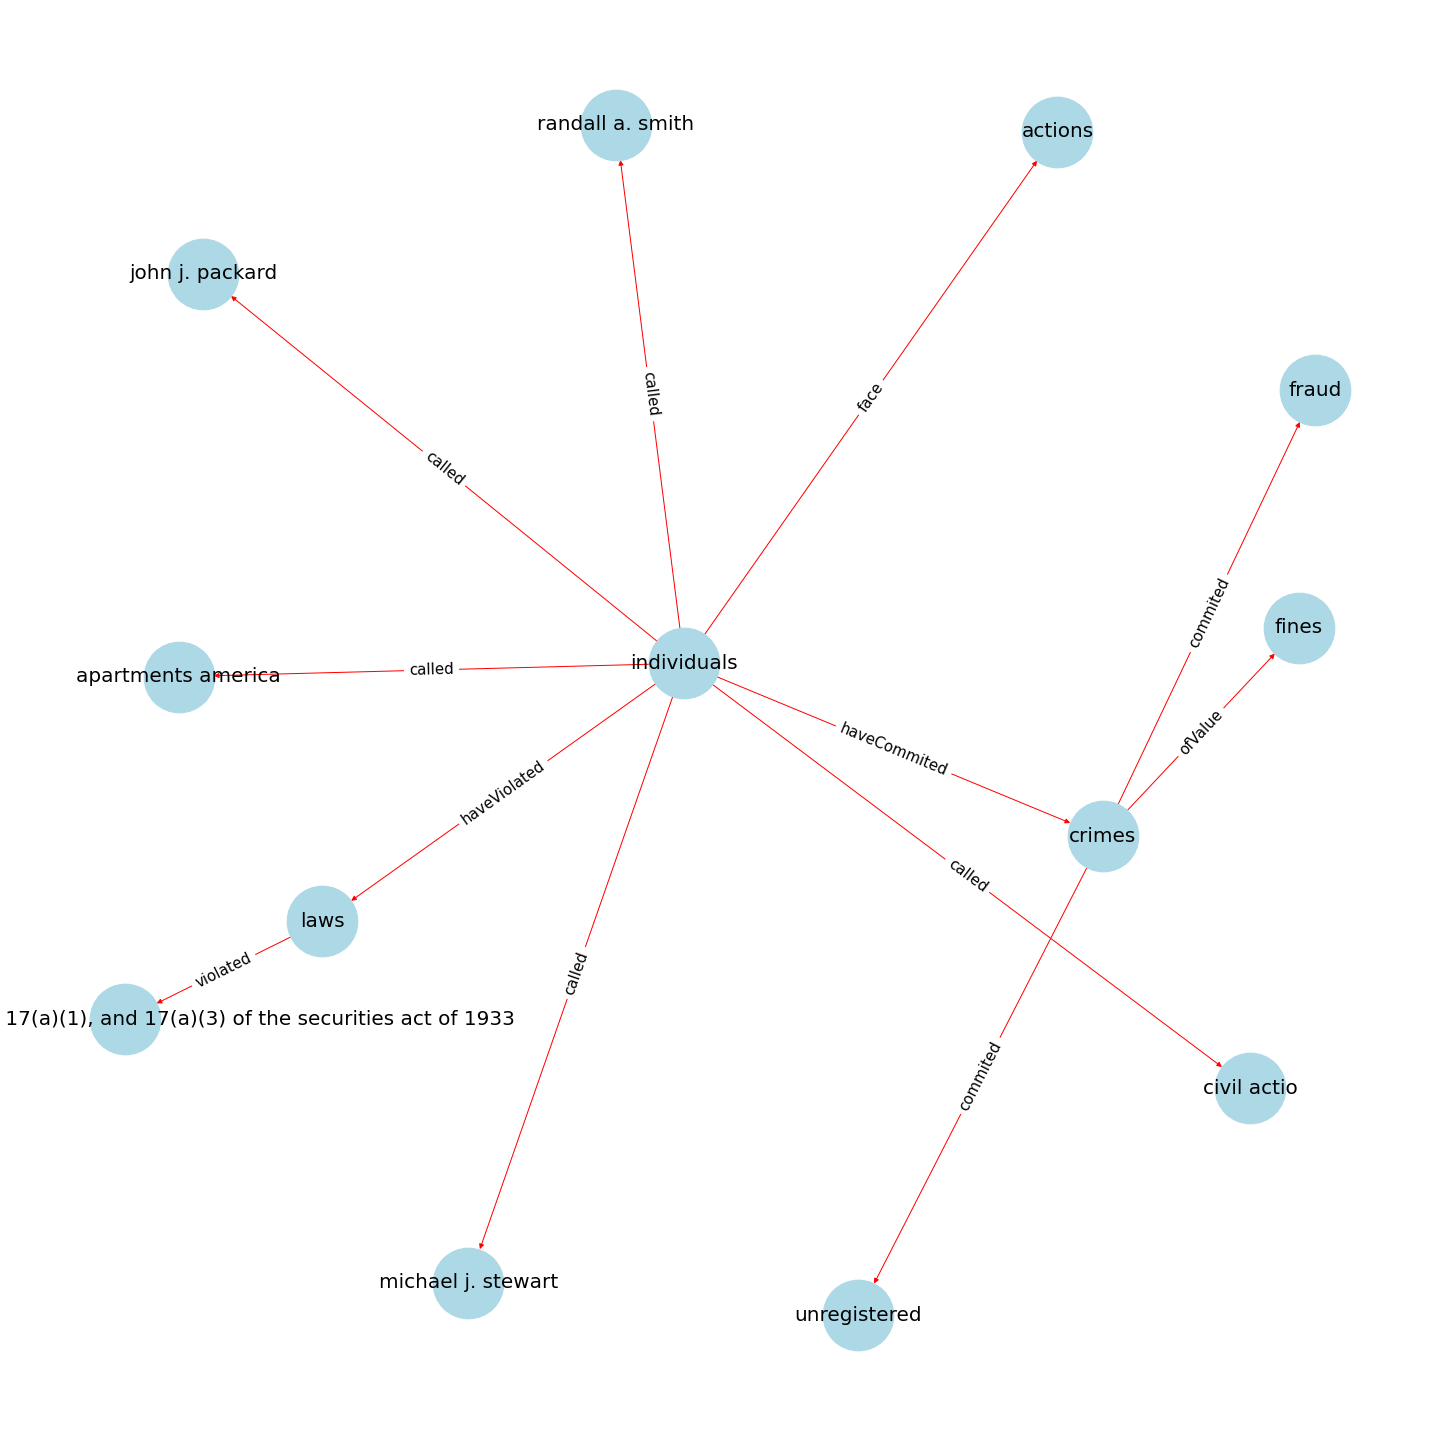 randall a. smith
actions
john j. packard
fraud
called
face
called
commited
fines
individuals
called
apartments america
ofValue
haveCommited
haveViolated
crimes
called
laws
violated
called
17(a)(1), and 17(a)(3) of the securities act of 1933
commited
civil actio
michael j. stewart
unregistered